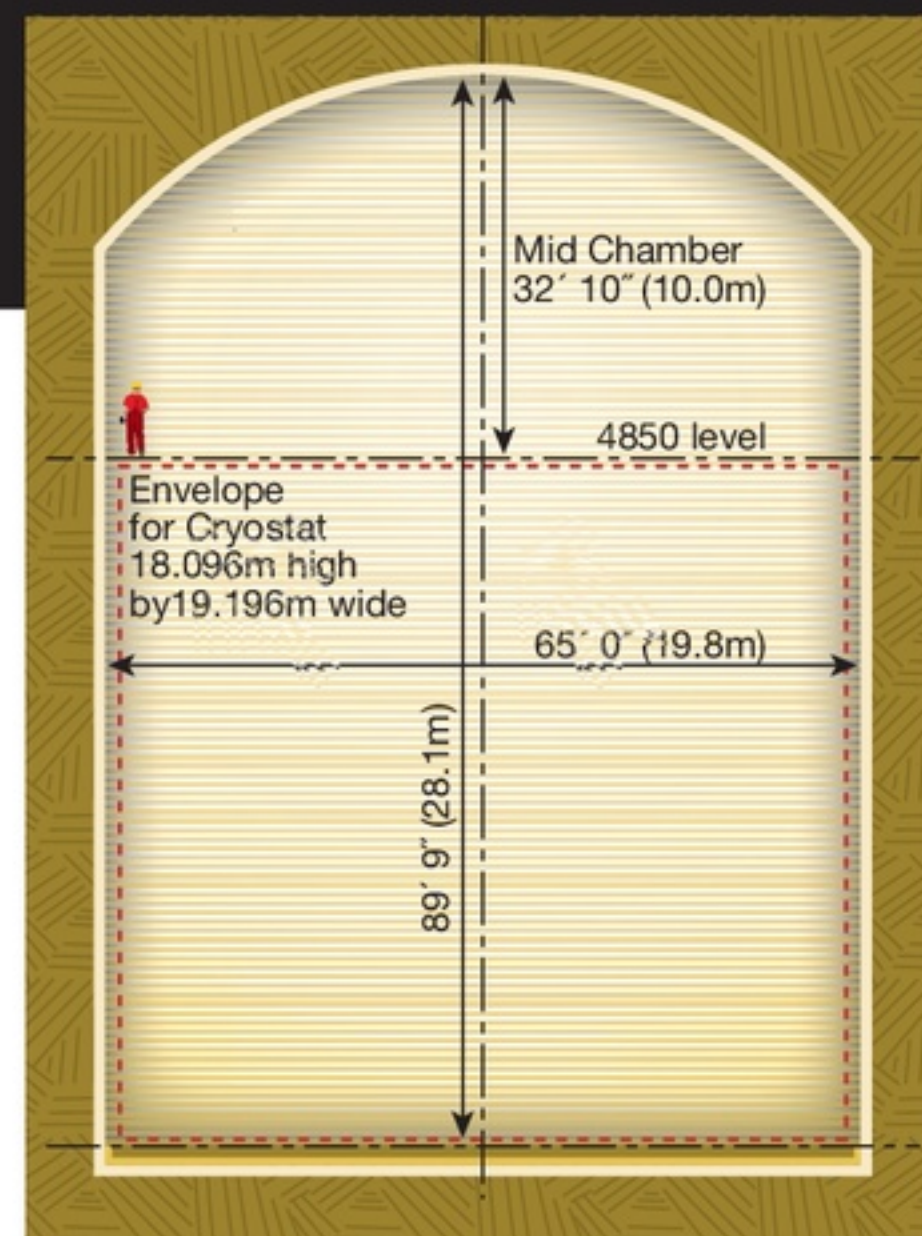 Mid Chamber
32´ 10˝ (10.0m)
4850 level
Envelope
for Cryostat
18.096m high
by19.196m wide
65´ 0˝ (19.8m)
89´ 9˝ (28.1m)